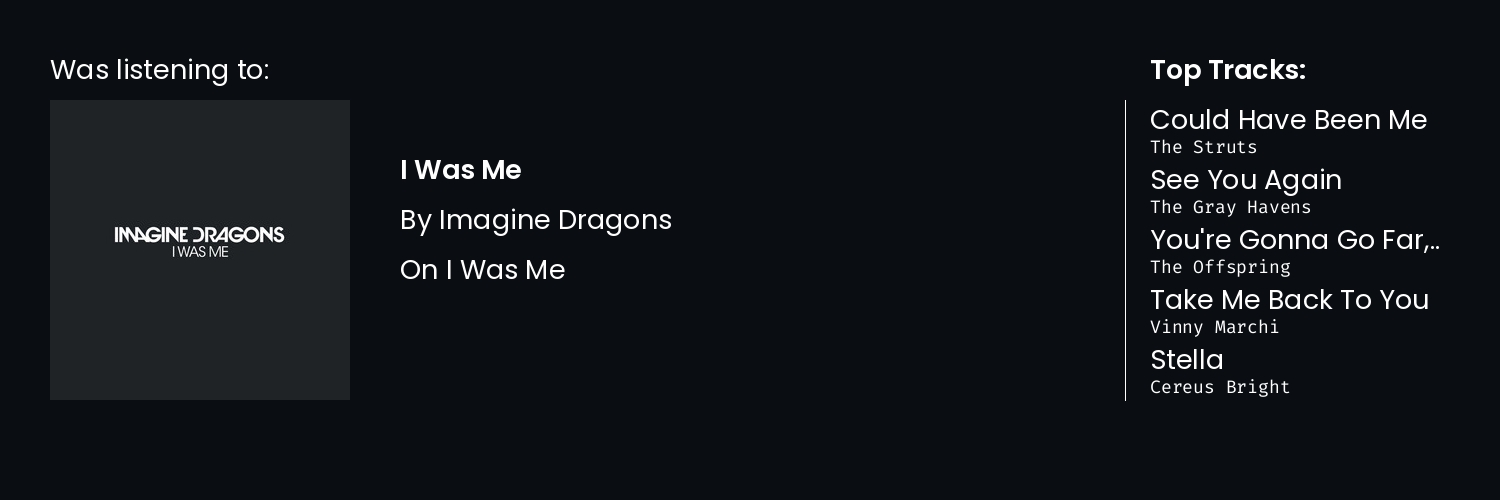 Was listening to:
IMAGINE DRAGONS
I WAS ME
I Was Me
By Imagine Dragons
On I Was Me
Top Tracks:
Could Have Been Me
The Struts
See You Again
The Gray Havens
You're Gonna Go Far,..
The Offspring
Take Me Back To You
Vinny Marchi
Stella
Cereus Bright